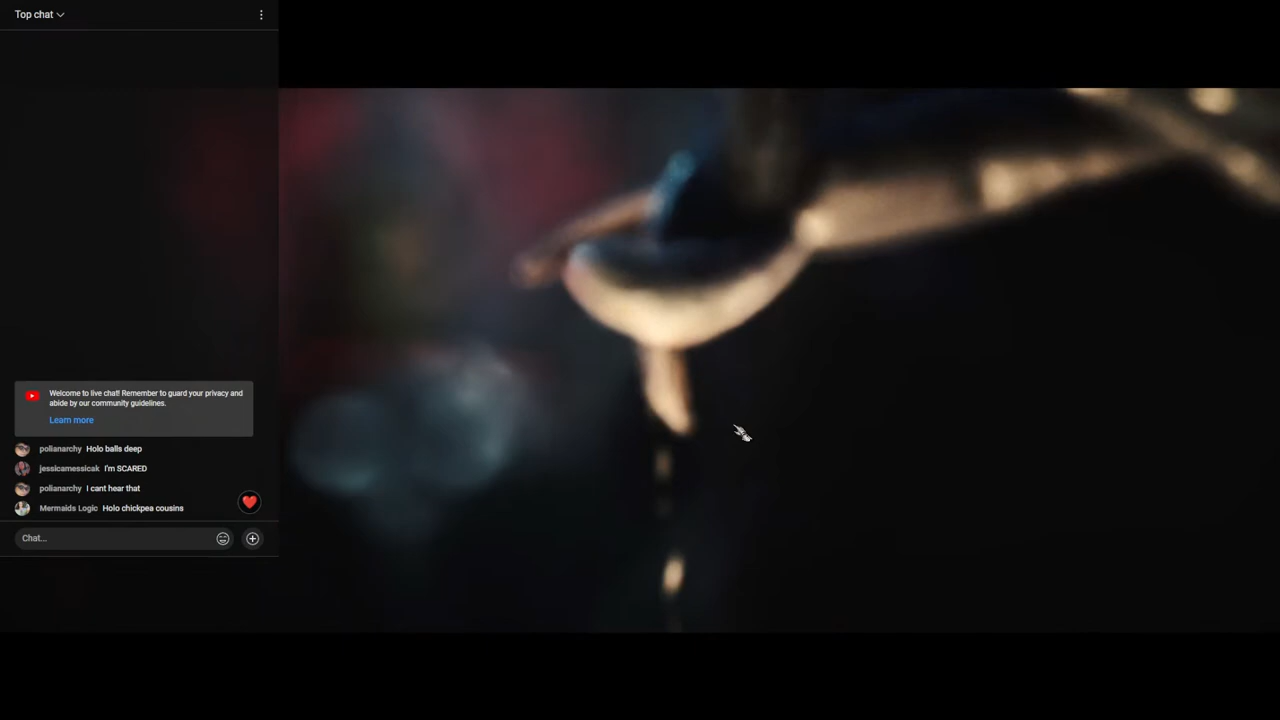 Top chat
Welcome to live chat! Remember to guard your privacy and
abide by our community guidelines.
Learn more
polianarchy Holo balls deep
jessicamessicak I'm SCARED
polianarchy I cant hear that
Mermaids Logic Holo chickpea cousins
Chat...